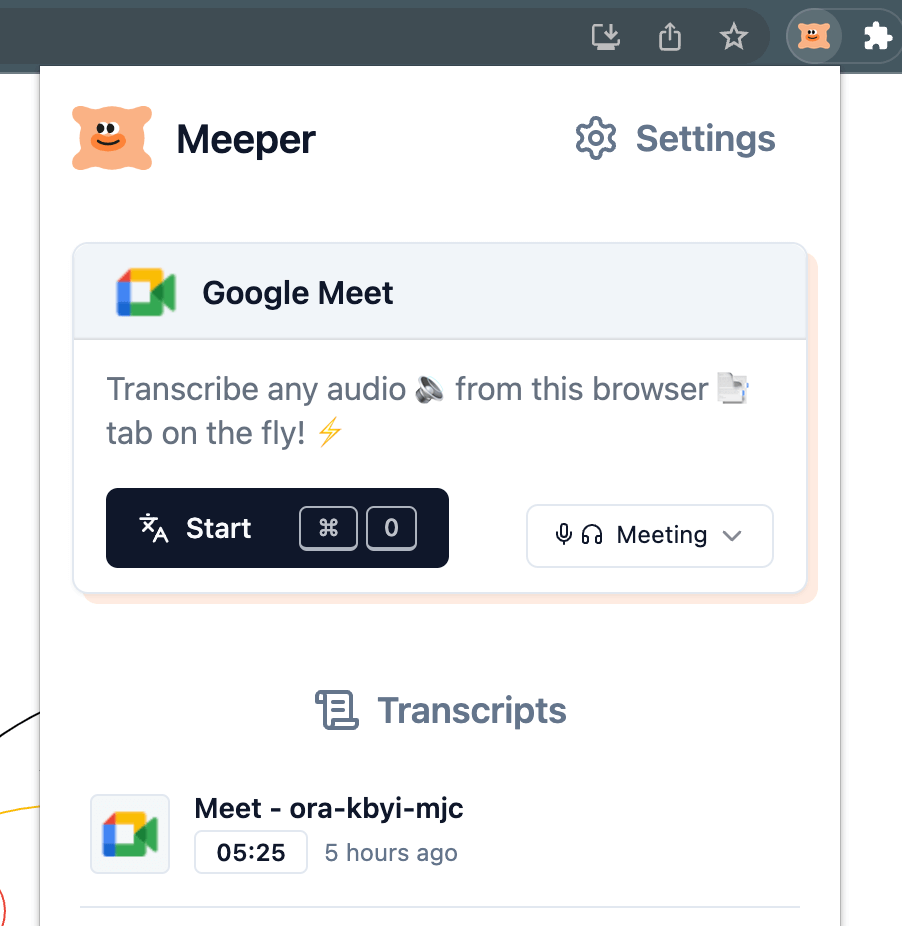 Meeper
Settings
Google Meet
Transcribe any audio 🔊 from this browser 📑
tab on the fly! ⚡
Start ⌘ 0
Meeting
Transcripts
Meet - ora-kbyi-mjc
05:25 5 hours ago